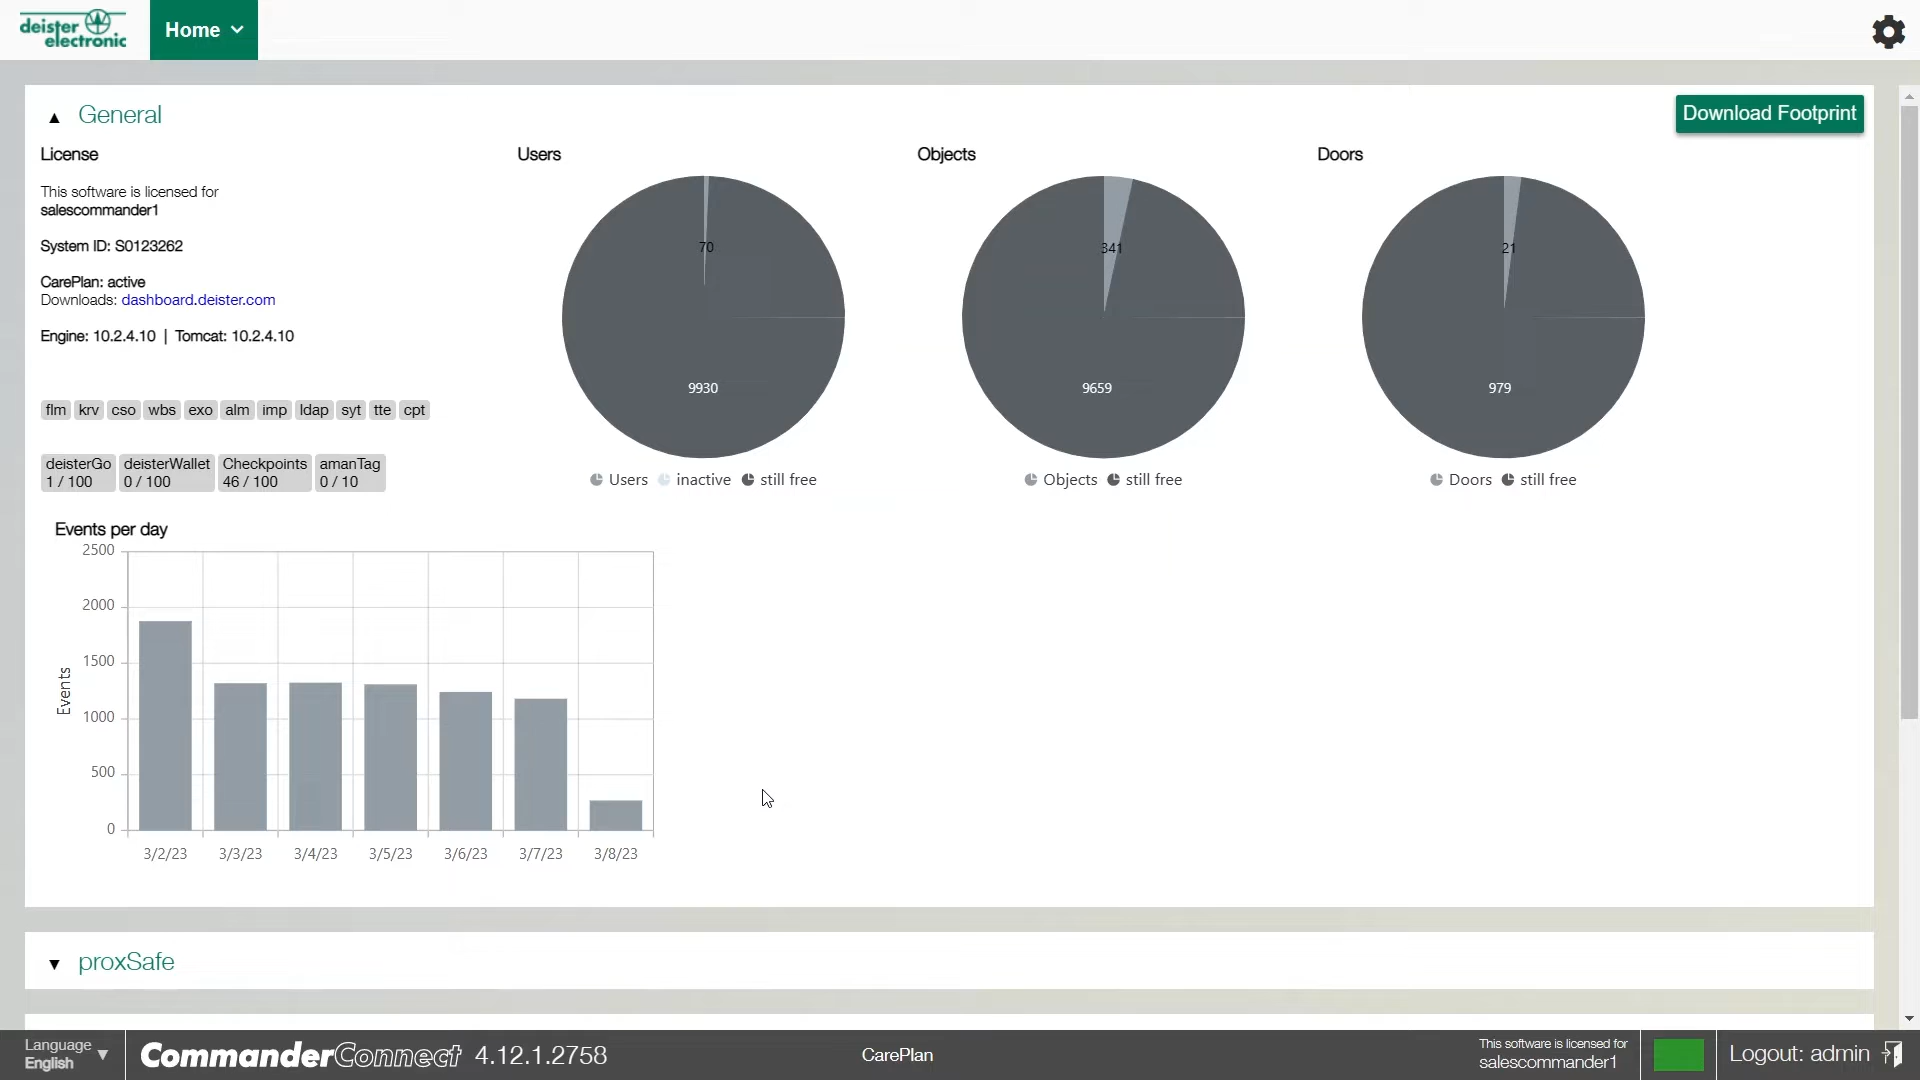 deister
electronic
Home
General
Download Footprint
License
Users
Objects
Doors
This software is licensed for
salescommander1
System ID: S0123262
CarePlan: active
Downloads: dashboard.deister.com
Engine: 10.2.4.10 | Tomcat: 10.2.4.10
70
341
21
9930
9659
979
flm krv cso wbs exo alm imp ldap syt tte cpt
deisterGo
1 / 100
deisterWallet
0 / 100
Checkpoints
46 / 100
amanTag
0 / 10
Users inactive still free
Objects still free
Doors still free
Events per day
2500
2000
1500
1000
500
0
Events
3/2/23 3/3/23 3/4/23 3/5/23 3/6/23 3/7/23 3/8/23
proxSafe
Language
English
CommanderConnect 4.12.1.2758
CarePlan
This software is licensed for
salescommander1
Logout: admin